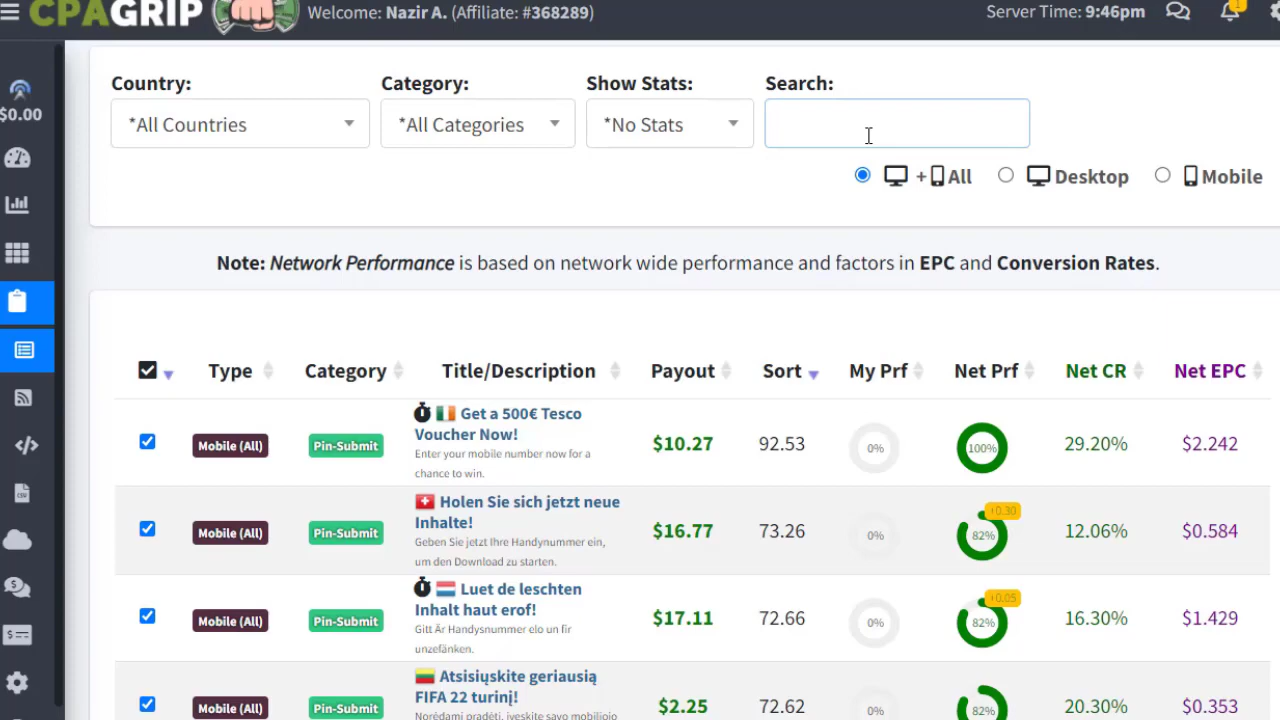 CPAGRIP Welcome: Nazir A. (Affiliate: #368289) Server Time: 9:46pm 1
$0.00
Country: Category: Show Stats: Search:
*All Countries *All Categories *No Stats
+ All Desktop Mobile
Note: Network Performance is based on network wide performance and factors in EPC and Conversion Rates.
Type Category Title/Description Payout Sort My Prf Net Prf Net CR Net EPC
Get a 500€ Tesco
Voucher Now!
Enter your mobile number now for a
chance to win.
Mobile (All) Pin-Submit $10.27 92.53 0% 100% 29.20% $2.242
Holen Sie sich jetzt neue
Inhalte!
Geben Sie jetzt Ihre Handynummer ein,
um den Download zu starten.
Mobile (All) Pin-Submit $16.77 73.26 0% 82% +0.30 12.06% $0.584
Luet de leschten
Inhalt haut erof!
Gitt Är Handysnummer elo un fir
unzefänken.
Mobile (All) Pin-Submit $17.11 72.66 0% 82% +0.05 16.30% $1.429
Atsisiųskite geriausią
FIFA 22 turinį!
Norėdami pradėti, įveskite savo mobiliojo
Mobile (All) Pin-Submit $2.25 72.62 0% 82% 20.30% $0.353